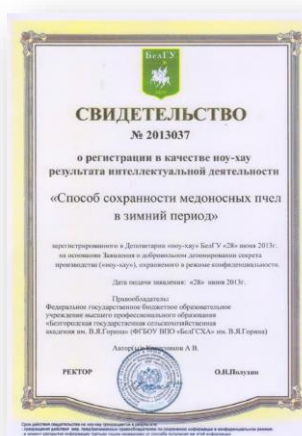 БелГУ
СВИДЕТЕЛЬСТВО
№ 2013037
о регистрации в качестве ноу-хау
результата интеллектуальной деятельности
«Способ сохранности медоносных пчел
в зимний период»
зарегистрированного в Депозитарии «ноу-хау» БелГУ «28» июня 2013г.
на основании Заявления о добровольном депонировании секрета
производства («ноу-хау»), охраняемого в режиме конфиденциальности.
Дата подачи заявления: «28» июня 2013г.
Правообладатель:
Федеральное государственное бюджетное образовательное
учреждение высшего профессионального образования
«Белгородская государственная сельскохозяйственная
академия им. В.Я.Горина» (ФГБОУ ВПО «БелГСХА» им. В.Я.Горина)
А.В.
РЕКТОР О.Н.Полухин